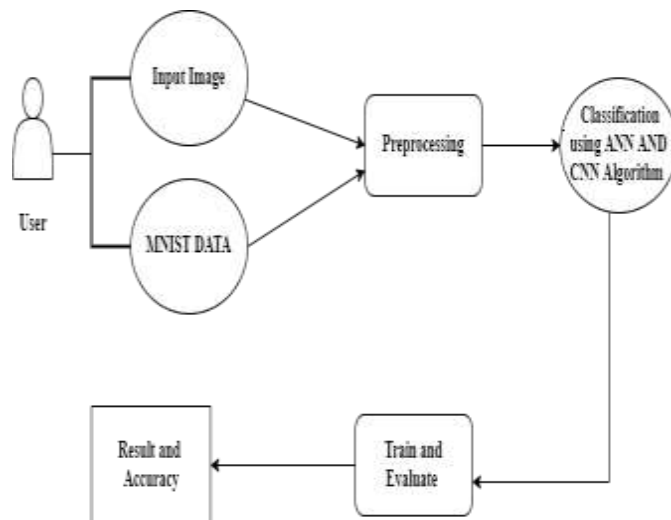 Input Image
User
MNIST DATA
Preprocessing
Classification
using ANN AND
CNN Algorithm
Train and
Evaluate
Result and
Accuracy